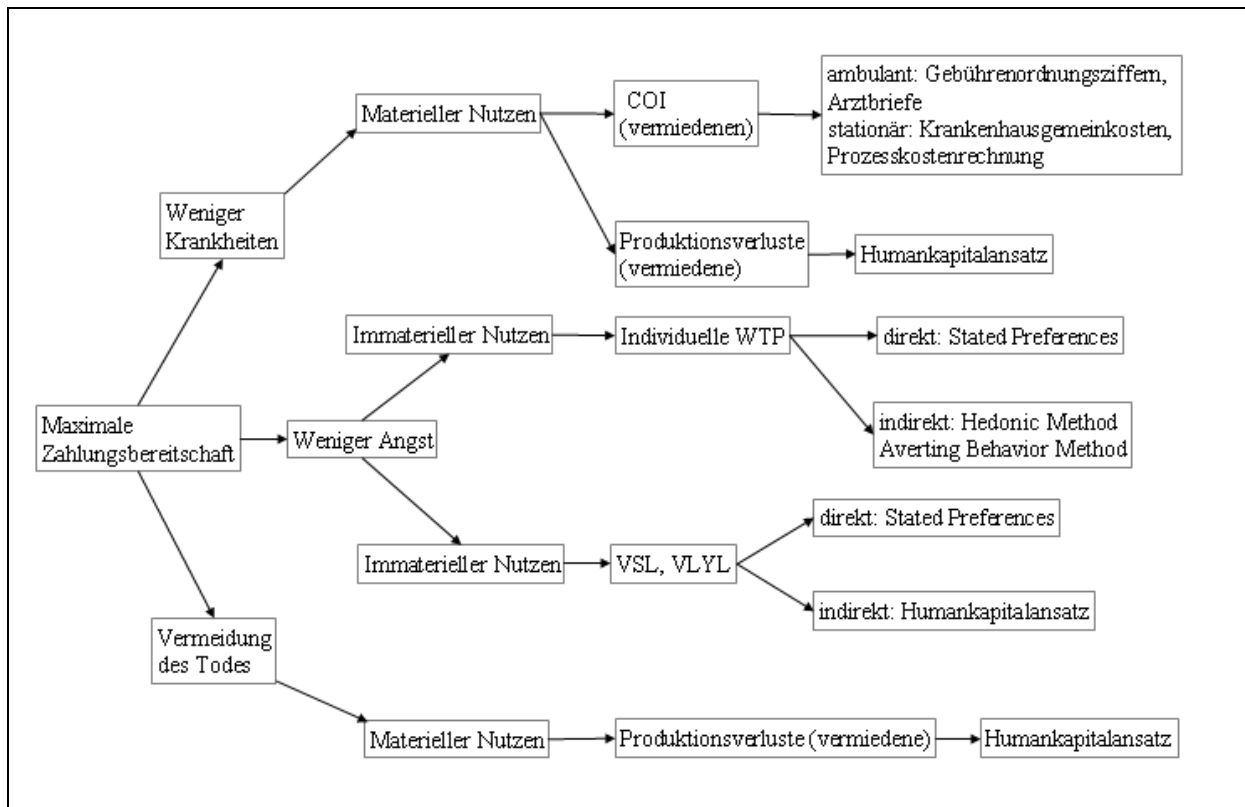 Materieller Nutzen
COI
(vermiedenen)
ambulant: Gebührenordnungsziffern,
Arztbriefe
stationär: Krankenhausgemeinkosten,
Prozesskostenrechnung
Weniger
Krankheiten
Produktionsverluste
(vermiedene)
Humankapitalansatz
Immaterieller Nutzen
Individuelle WTP
direkt: Stated Preferences
Maximale
Zahlungsbereitschaft
Weniger Angst
indirekt: Hedonic Method
Averting Behavior Method
Immaterieller Nutzen
VSL, VLYL
direkt: Stated Preferences
indirekt: Humankapitalansatz
Vermeidung
des Todes
Materieller Nutzen
Produktionsverluste (vermiedene)
Humankapitalansatz